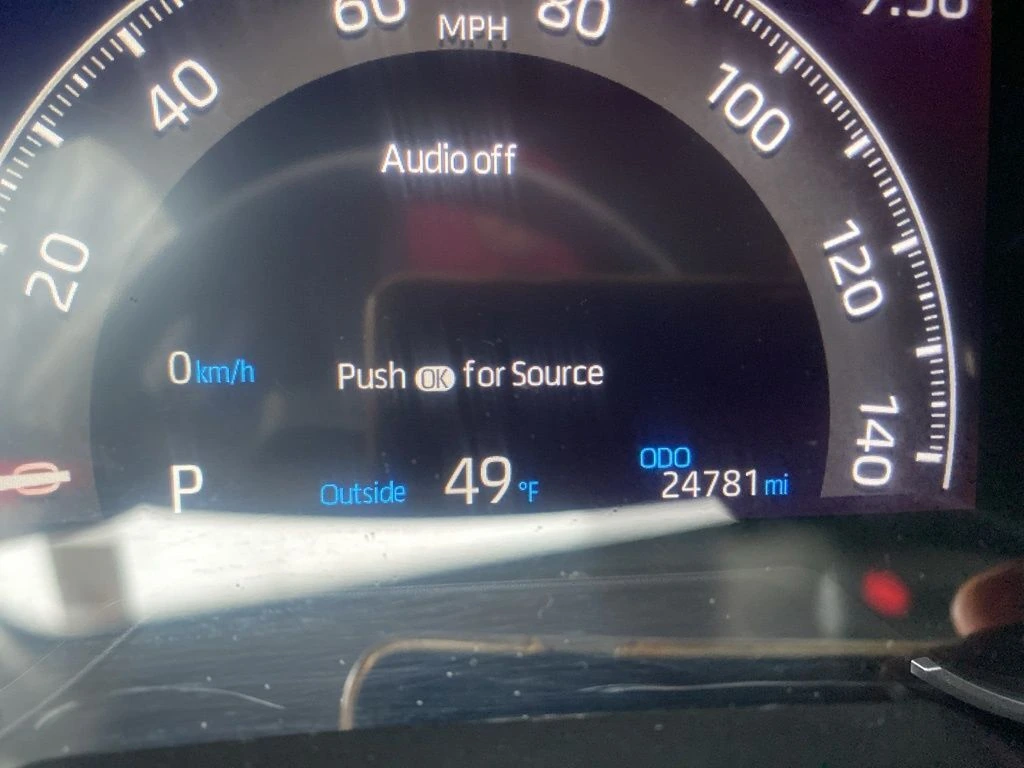 60
MPH
80
40
100
Audio off
20
120
0 km/h
Push OK for Source
140
P
Outside 49 °F
ODO
24781 mi